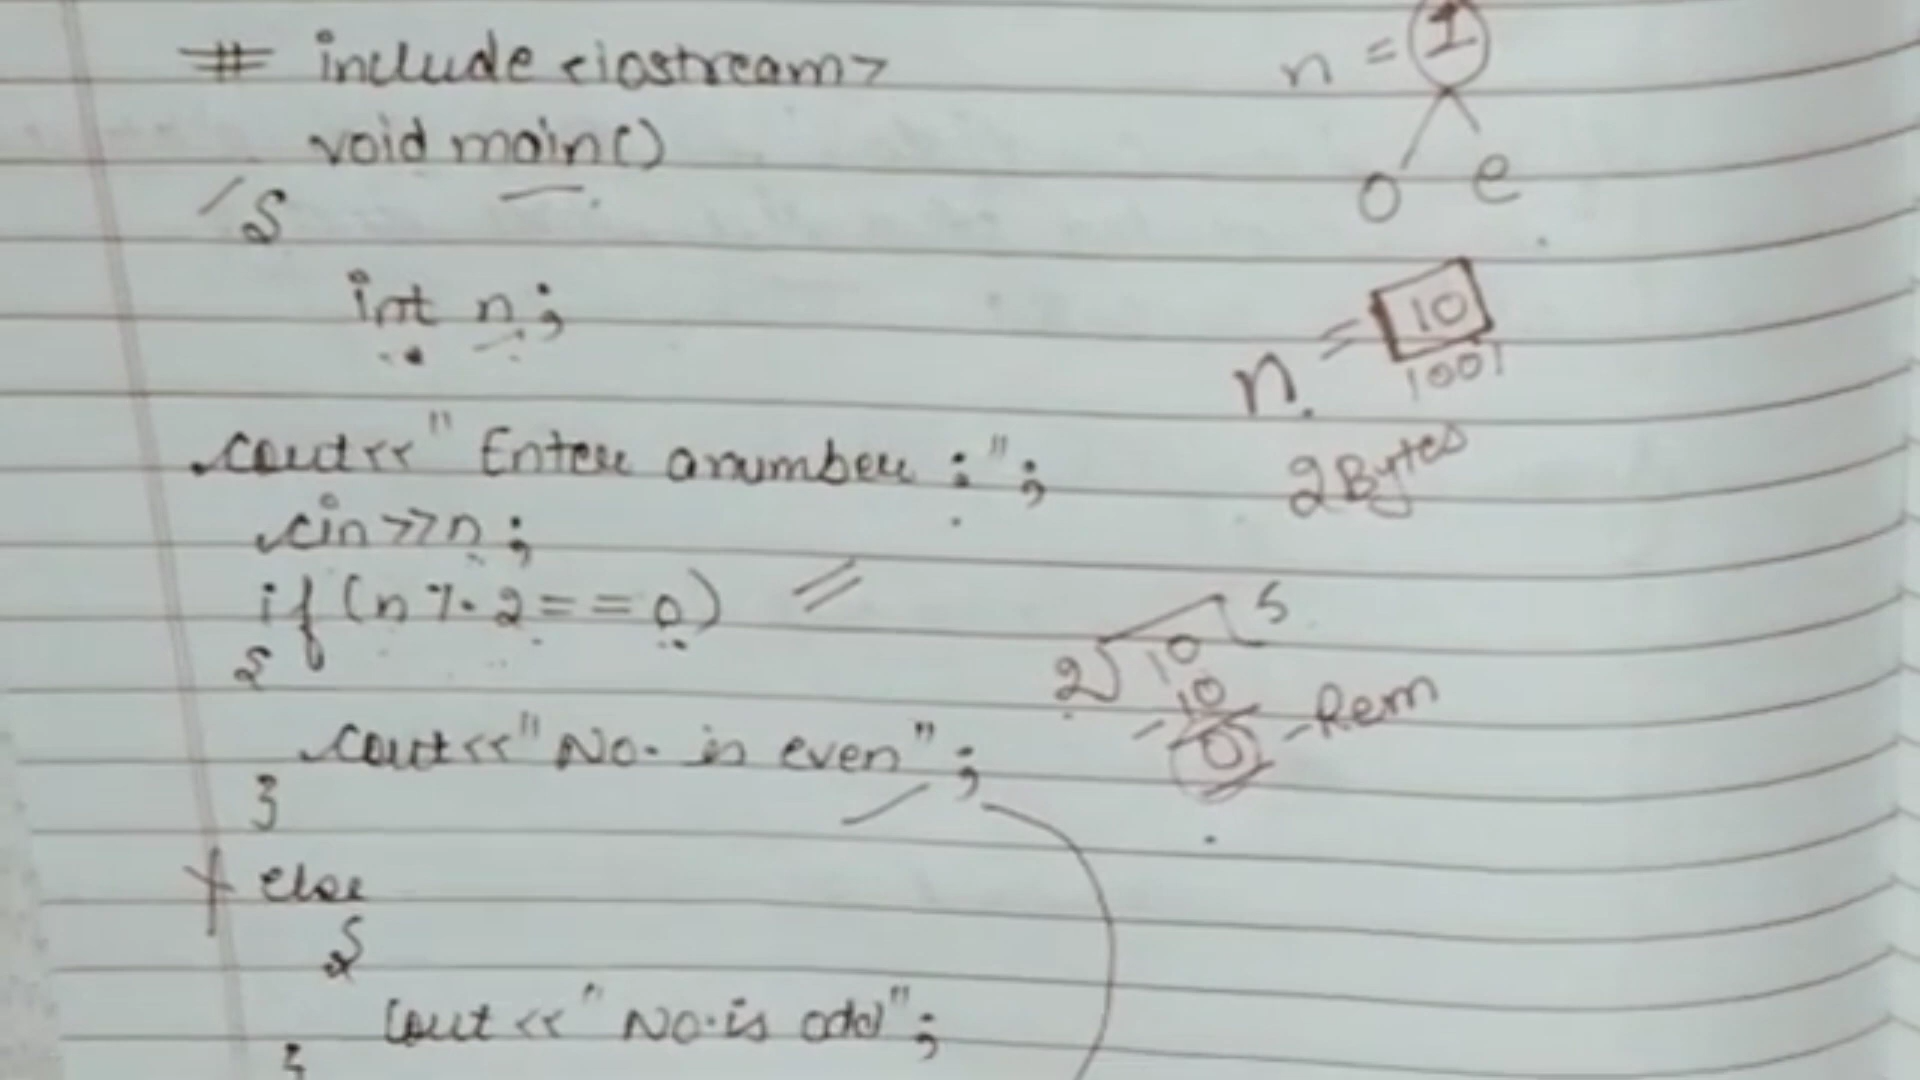 # include <iostream>
void main()
{
int n;
cout<<"Enter a number :";
cin>>n;
if(n%2==0)
{
cout<<"No. is even";
}
else
{
cout<<"No. is odd";
}
n = 1
o e
n = 10
1001
2Bytes
5
2) 10
- 10
0 - Rem